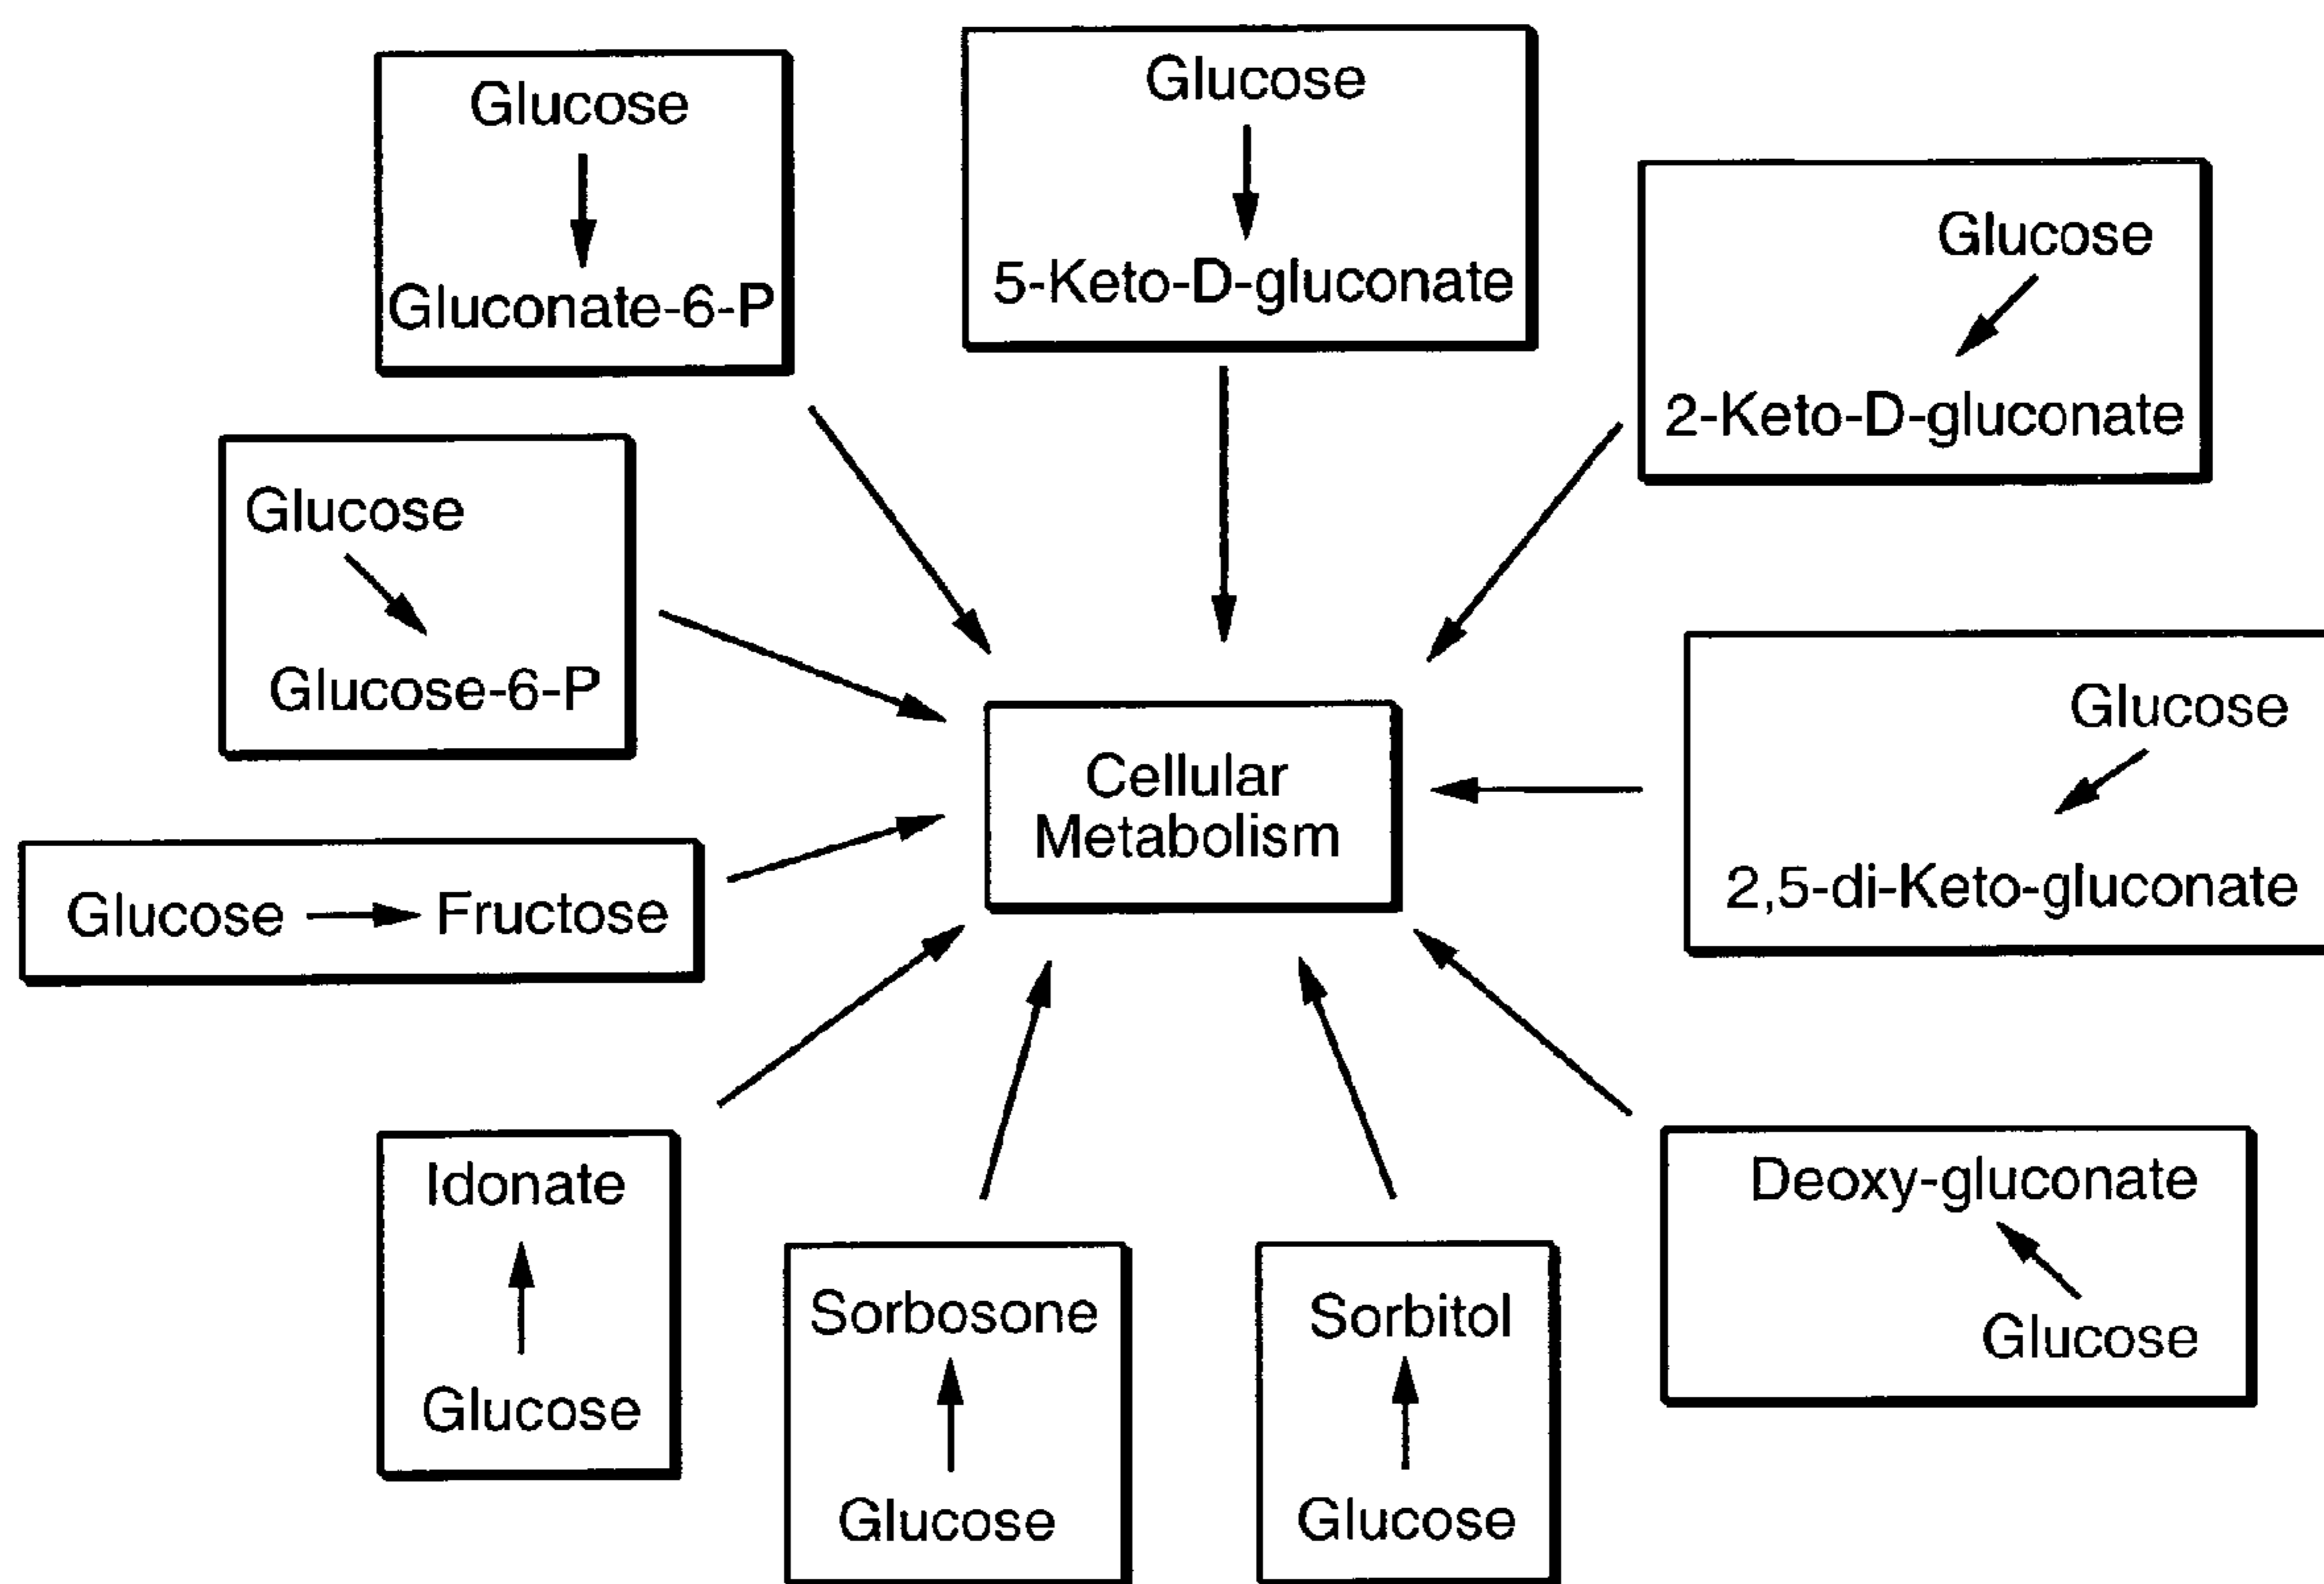 Glucose
Gluconate-6-P
Glucose
5-Keto-D-gluconate
Glucose
2-Keto-D-gluconate
Glucose
Glucose-6-P
Glucose
2,5-di-Keto-gluconate
Cellular
Metabolism
Glucose Fructose
Idonate
Glucose
Sorbosone
Glucose
Sorbitol
Glucose
Deoxy-gluconate
Glucose